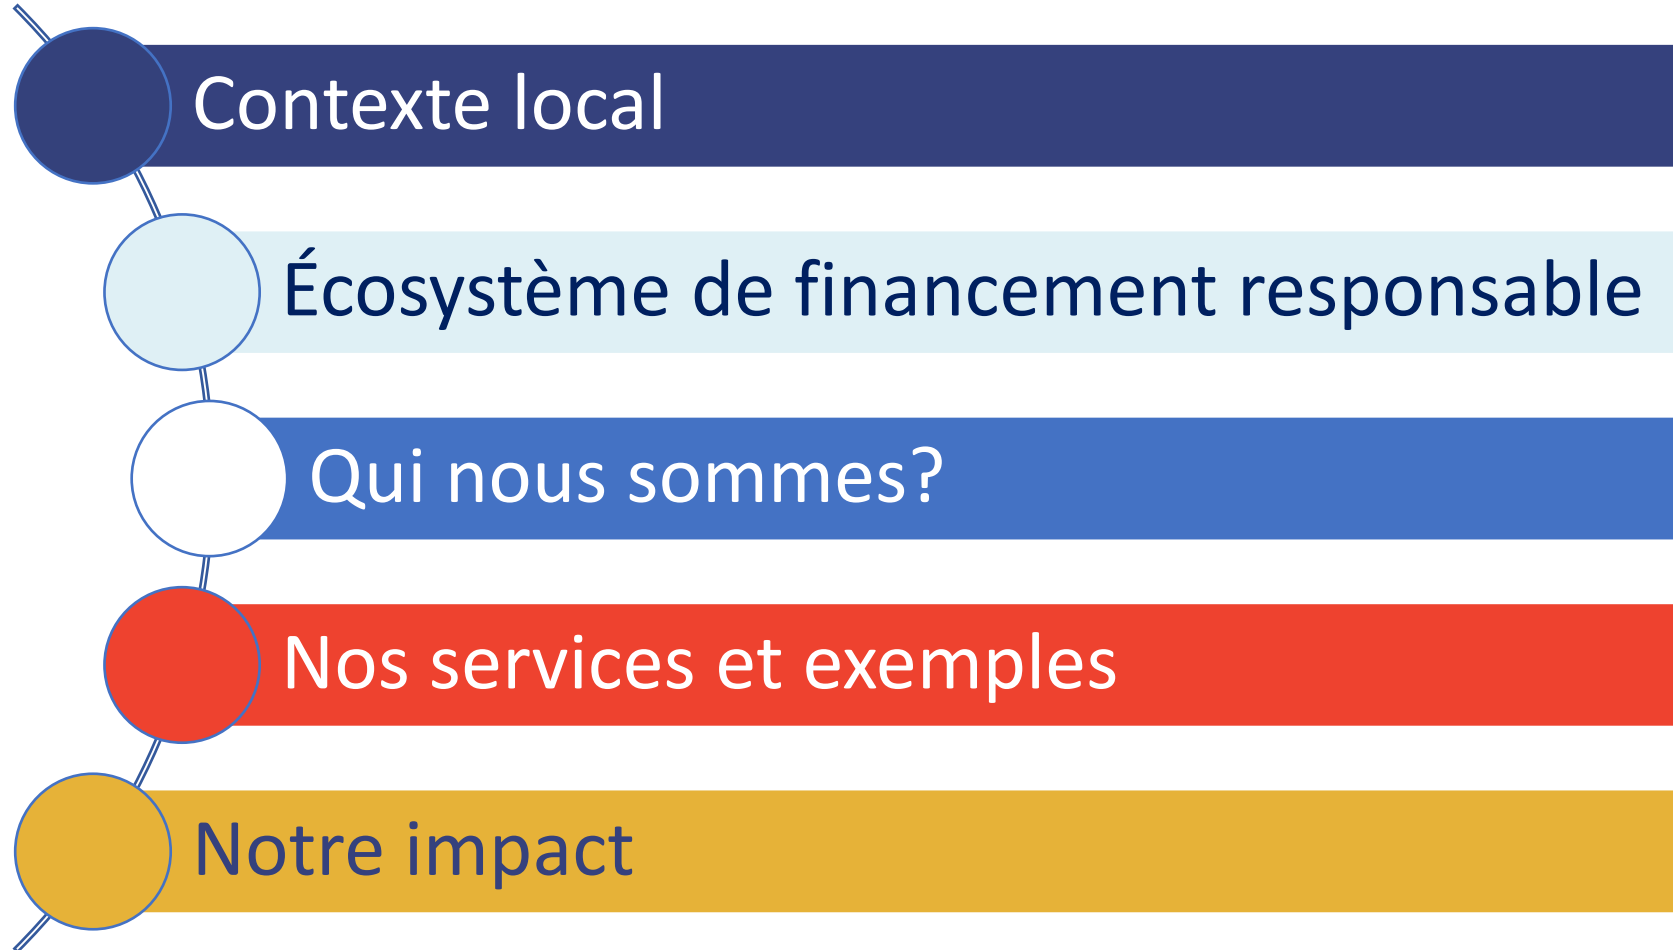 Contexte local
Écosystème de financement responsable
Qui nous sommes?
Nos services et exemples
Notre impact